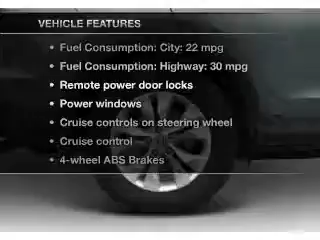 VEHICLE FEATURES
• Fuel Consumption: City: 22 mpg
• Fuel Consumption: Highway: 30 mpg
• Remote power door locks
• Power windows
• Cruise controls on steering wheel
• Cruise control
• 4-wheel ABS Brakes